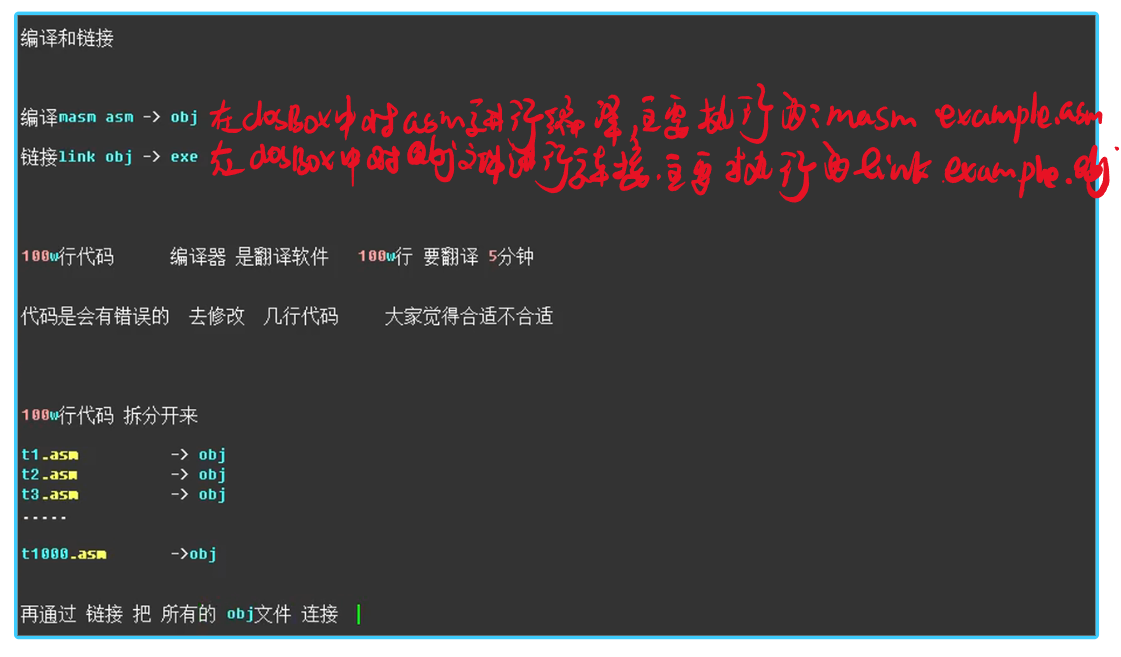 编译和链接
编译masm asm -> obj 在dosBox中对asm文进行编译,主要执行的:masm example.asm
链接link obj -> exe 在dosBox中对obj文件进行连接.主要执行的link example.obj
100w行代码 编译器 是翻译软件 100w行 要翻译 5分钟
代码是会有错误的 去修改 几行代码 大家觉得合适不合适
100w行代码 拆分开来
t1.asm -> obj
t2.asm -> obj
t3.asm -> obj
.....
t1000.asm ->obj
再通过 链接 把 所有的 obj文件 连接